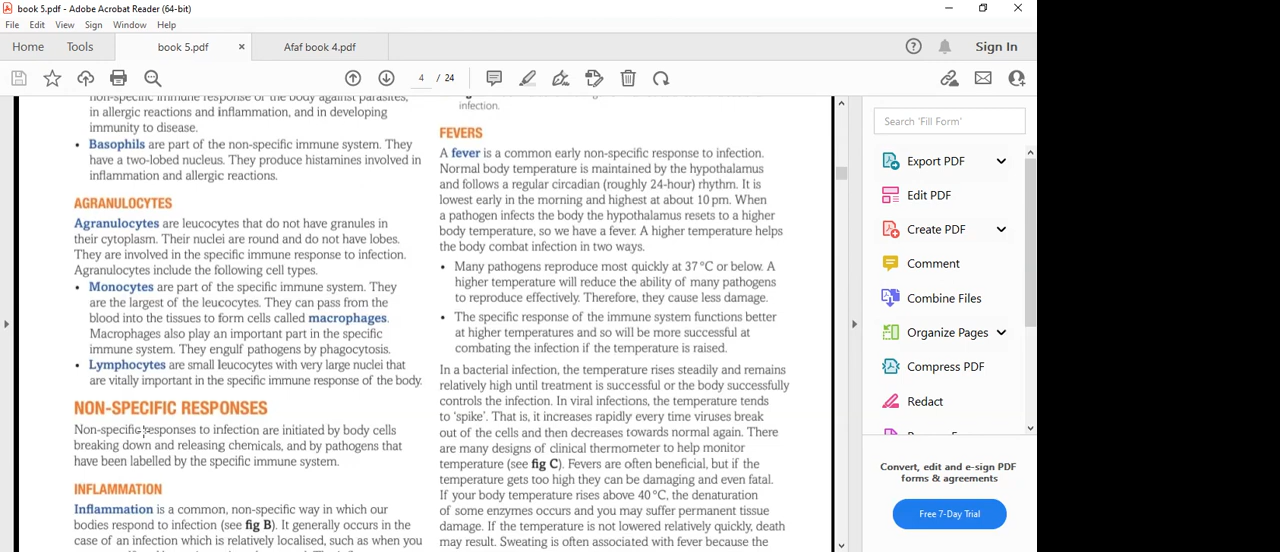 book 5.pdf - Adobe Acrobat Reader (64-bit)
File Edit View Sign Window Help
Home Tools book 5.pdf × Afaf book 4.pdf Sign In
4 / 24
non-specific immune response of the body against parasites,
in allergic reactions and inflammation, and in developing
immunity to disease.
• Basophils are part of the non-specific immune system. They
have a two-lobed nucleus. They produce histamines involved in
inflammation and allergic reactions.
AGRANULOCYTES
Agranulocytes are leucocytes that do not have granules in
their cytoplasm. Their nuclei are round and do not have lobes.
They are involved in the specific immune response to infection.
Agranulocytes include the following cell types.
• Monocytes are part of the specific immune system. They
are the largest of the leucocytes. They can pass from the
blood into the tissues to form cells called macrophages.
Macrophages also play an important part in the specific
immune system. They engulf pathogens by phagocytosis.
• Lymphocytes are small leucocytes with very large nuclei that
are vitally important in the specific immune response of the body.
NON-SPECIFIC RESPONSES
Non-specific responses to infection are initiated by body cells
breaking down and releasing chemicals, and by pathogens that
have been labelled by the specific immune system.
INFLAMMATION
Inflammation is a common, non-specific way in which our
bodies respond to infection (see fig B). It generally occurs in the
case of an infection which is relatively localised, such as when you
infection.
FEVERS
A fever is a common early non-specific response to infection.
Normal body temperature is maintained by the hypothalamus
and follows a regular circadian (roughly 24-hour) rhythm. It is
lowest early in the morning and highest at about 10 pm. When
a pathogen infects the body the hypothalamus resets to a higher
body temperature, so we have a fever. A higher temperature helps
the body combat infection in two ways.
• Many pathogens reproduce most quickly at 37 °C or below. A
higher temperature will reduce the ability of many pathogens
to reproduce effectively. Therefore, they cause less damage.
• The specific response of the immune system functions better
at higher temperatures and so will be more successful at
combating the infection if the temperature is raised.
In a bacterial infection, the temperature rises steadily and remains
relatively high until treatment is successful or the body successfully
controls the infection. In viral infections, the temperature tends
to ‘spike’. That is, it increases rapidly every time viruses break
out of the cells and then decreases towards normal again. There
are many designs of clinical thermometer to help monitor
temperature (see fig C). Fevers are often beneficial, but if the
temperature gets too high they can be damaging and even fatal.
If your body temperature rises above 40 °C, the denaturation
of some enzymes occurs and you may suffer permanent tissue
damage. If the temperature is not lowered relatively quickly, death
may result. Sweating is often associated with fever because the
Search 'Fill Form'
Export PDF
Edit PDF
Create PDF
Comment
Combine Files
Organize Pages
Compress PDF
Redact
Convert, edit and e-sign PDF
forms & agreements
Free 7-Day Trial